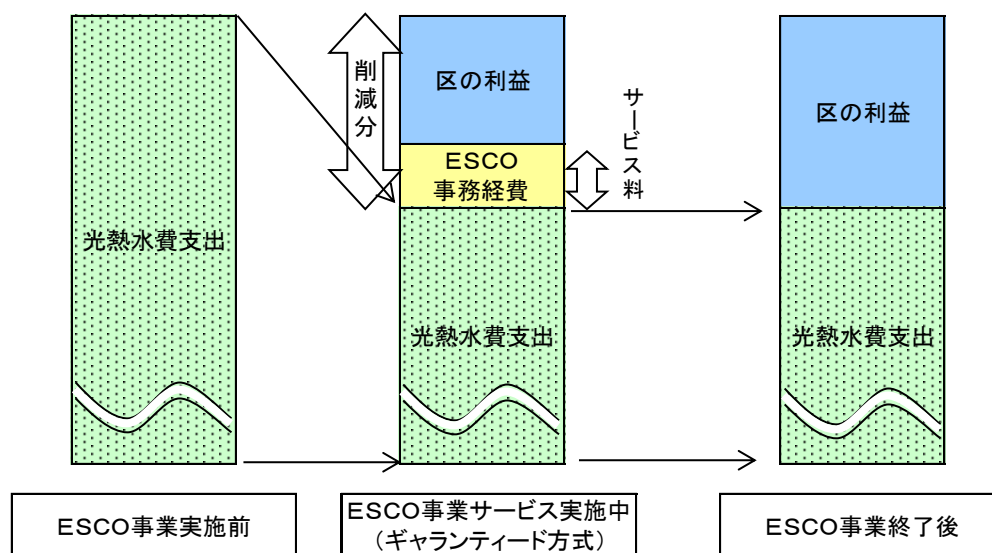 光熱水費支出
削減分
区の利益
ESCO
事務経費
サービス料
光熱水費支出
区の利益
光熱水費支出
ESCO事業実施前
ESCO事業サービス実施中
(ギャランティード方式)
ESCO事業終了後